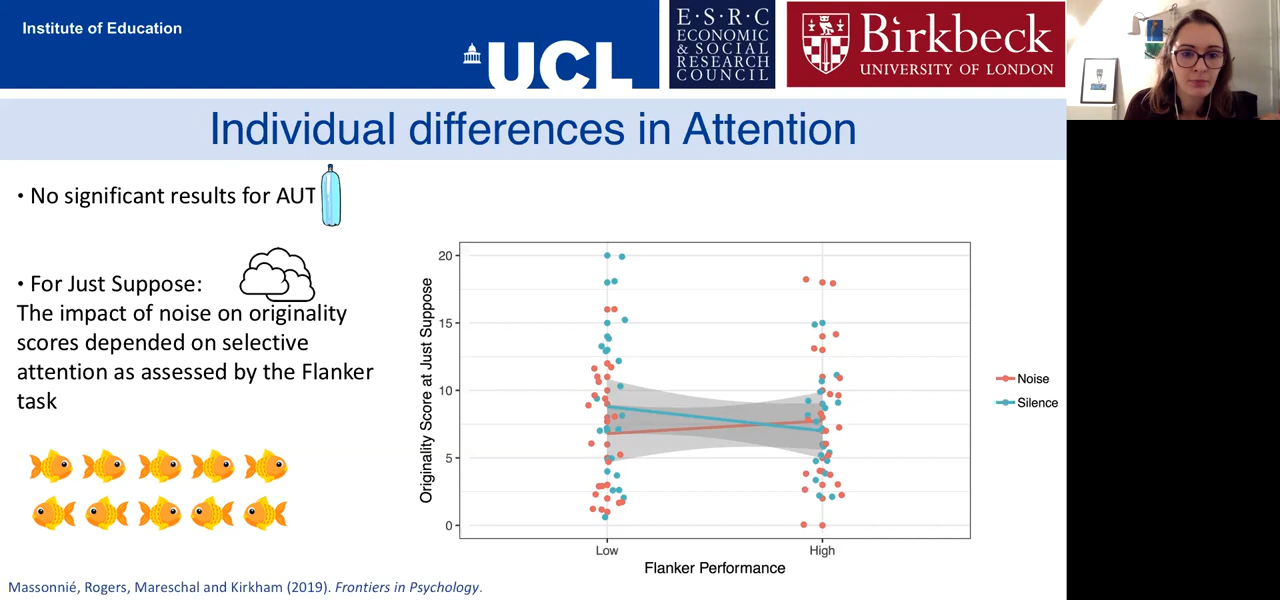 Institute of Education
UCL
E·S·R·C
ECONOMIC
& SOCIAL
RESEARCH
COUNCIL
Birkbeck
UNIVERSITY OF LONDON
Individual differences in Attention
• No significant results for AUT
• For Just Suppose:
The impact of noise on originality
scores depended on selective
attention as assessed by the Flanker
task
Originality Score at Just Suppose
20
15
10
5
0
Low
High
Flanker Performance
Noise
Silence
Massonnié, Rogers, Mareschal and Kirkham (2019). Frontiers in Psychology.